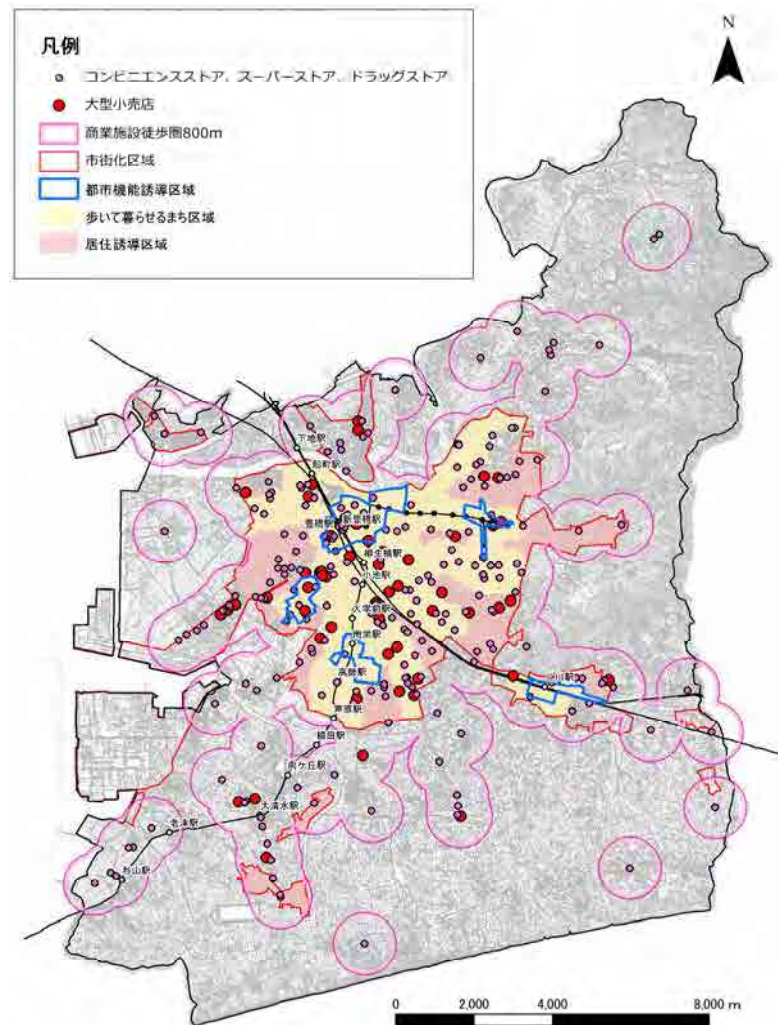 N
凡例
コンビニエンスストア、スーパーストア、ドラッグストア
大型小売店
商業施設徒歩圏800m
市街化区域
都市機能誘導区域
歩いて暮らせるまち区域
居住誘導区域
下地駅
船町駅
豊橋駅
新豊橋駅
柳生橋駅
小池駅
大学前駅
南栄駅
高師駅
芦原駅
植田駅
向ケ丘駅
大清水駅
老津駅
杉山駅
二川駅
0 2,000 4,000 8,000 m